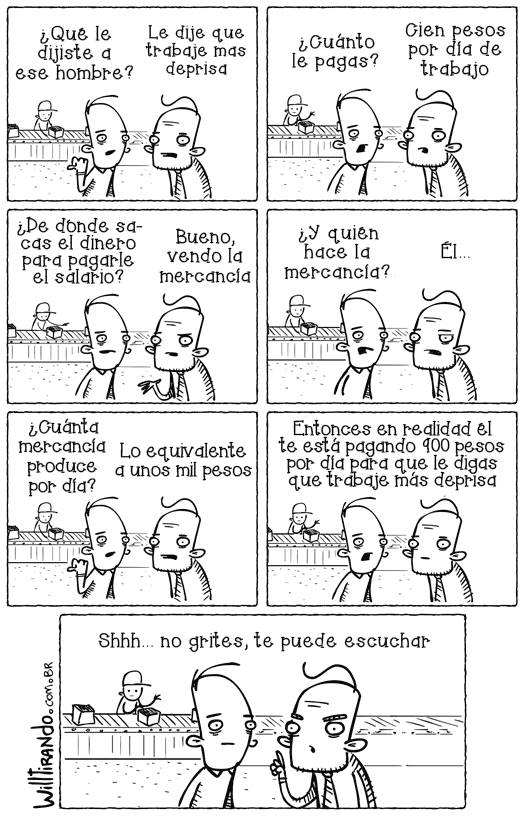 ¿Qué le
dijiste a
ese hombre?
Le dije que
trabaje mas
deprisa
¿Cuánto
le pagas?
Cien pesos
por día de
trabajo
¿De dónde sa-
cas el dinero
para pagarle
el salario?
Bueno,
vendo la
mercancía
¿Y quién
hace la
mercancía?
Él...
¿Cuánta
mercancía
produce
por día?
Lo equivalente
a unos mil pesos
Entonces en realidad él
te está pagando 900 pesos
por día para que le digas
que trabaje más deprisa
Shhh... no grites, te puede escuchar
WillTiRANDo.com.BR